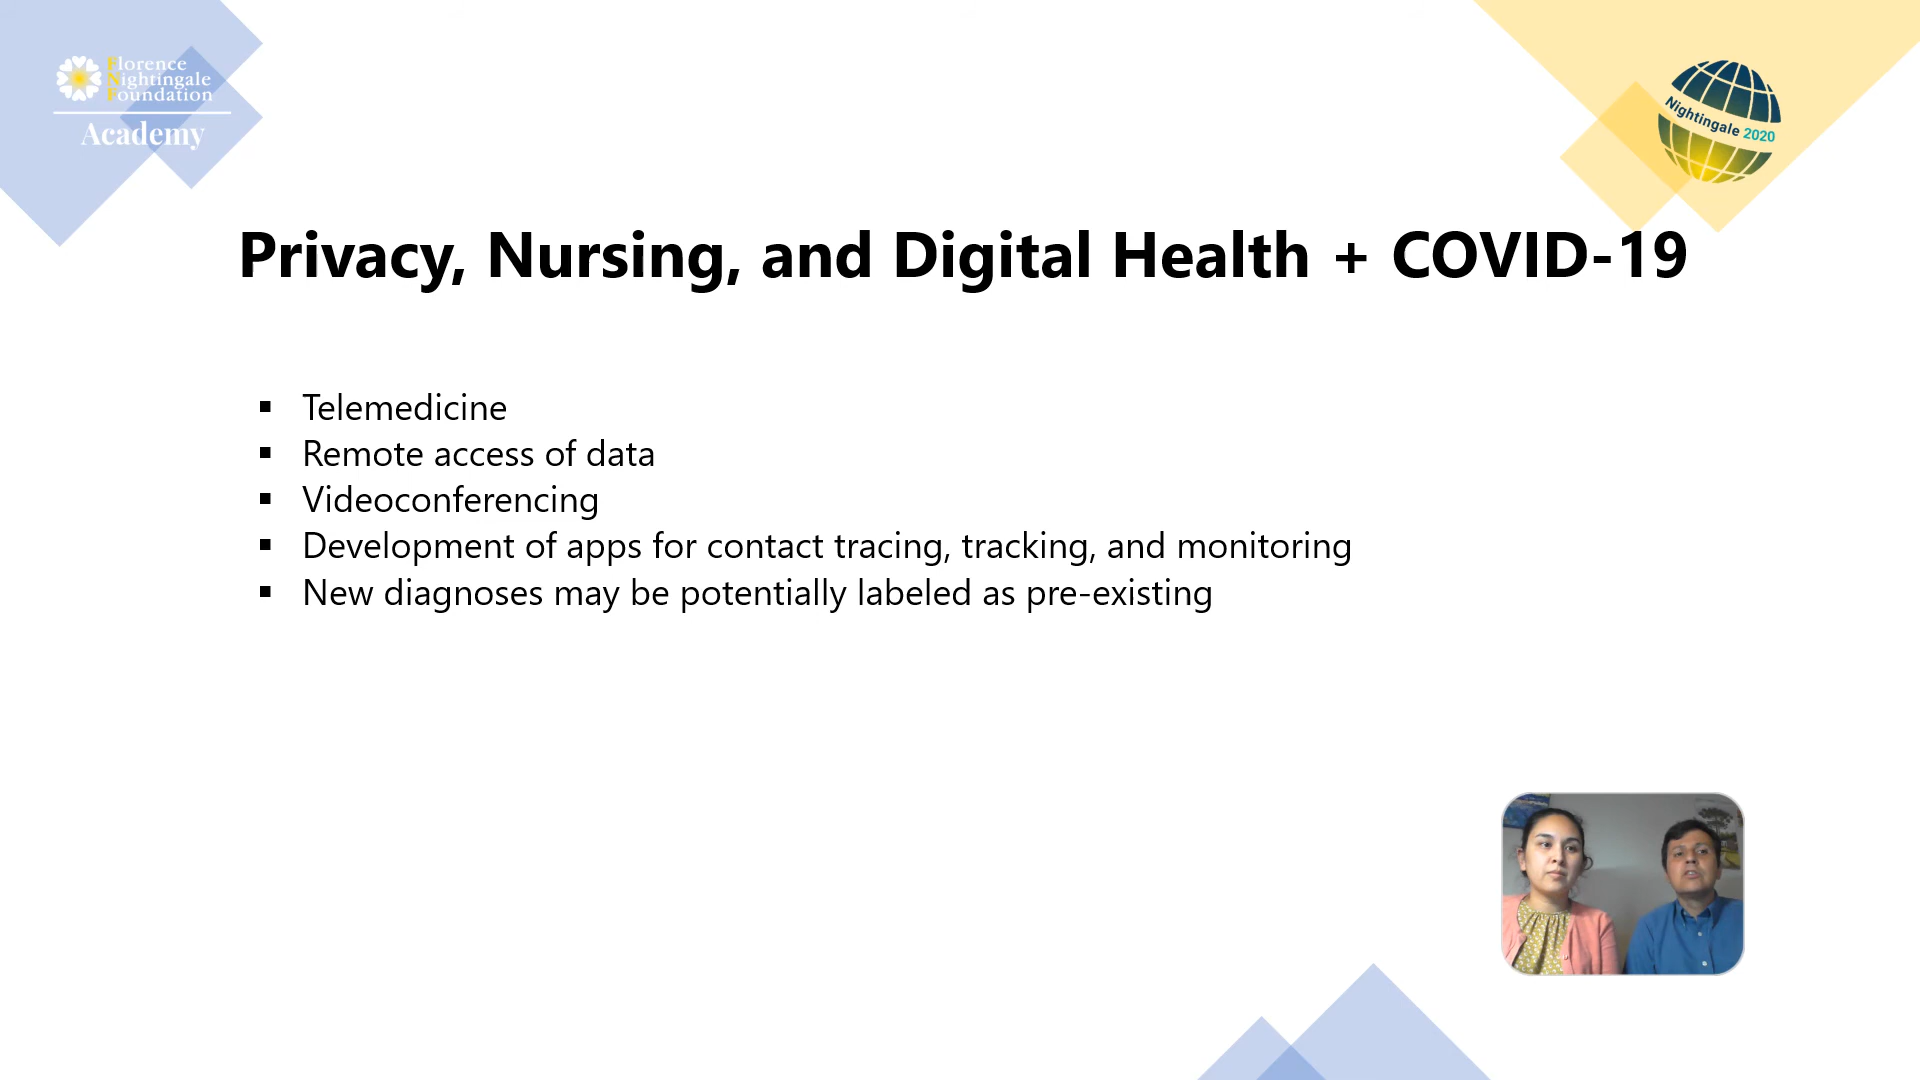 Florence
Nightingale
Foundation
Academy
Nightingale 2020
Privacy, Nursing, and Digital Health + COVID-19
▪ Telemedicine
▪ Remote access of data
▪ Videoconferencing
▪ Development of apps for contact tracing, tracking, and monitoring
▪ New diagnoses may be potentially labeled as pre-existing